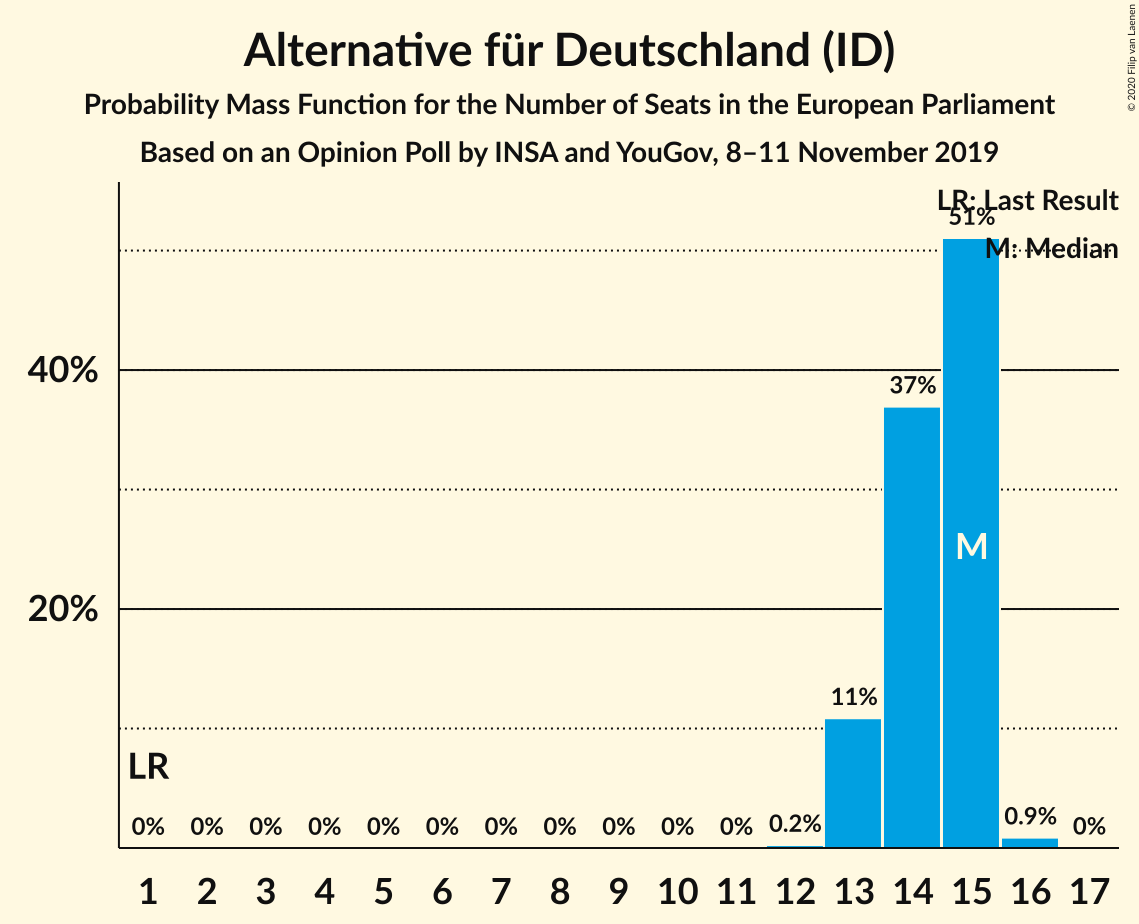 Alternative für Deutschland (ID)
Probability Mass Function for the Number of Seats in the European Parliament
Based on an Opinion Poll by INSA and YouGov, 8–11 November 2019
© 2020 Filip van Laenen
LR: Last Result
51%
M: Median
40%
37%
M
20%
11%
LR
0% 0% 0% 0% 0% 0% 0% 0% 0% 0% 0% 0.2% 0.9% 0%
1 2 3 4 5 6 7 8 9 10 11 12 13 14 15 16 17